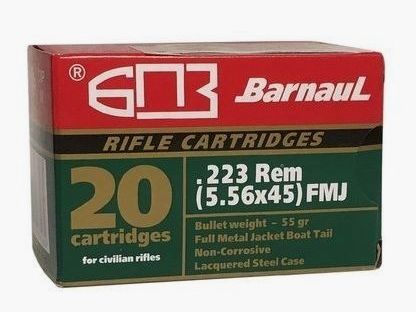 ® БПЗ BarnauL
RIFLE CARTRIDGES
20
cartridges
for civilian rifles
.223 Rem
(5.56x45) FMJ
Bullet weight - 55 gr
Full Metal Jacket Boat Tail
Non-Corrosive
Lacquered Steel Case